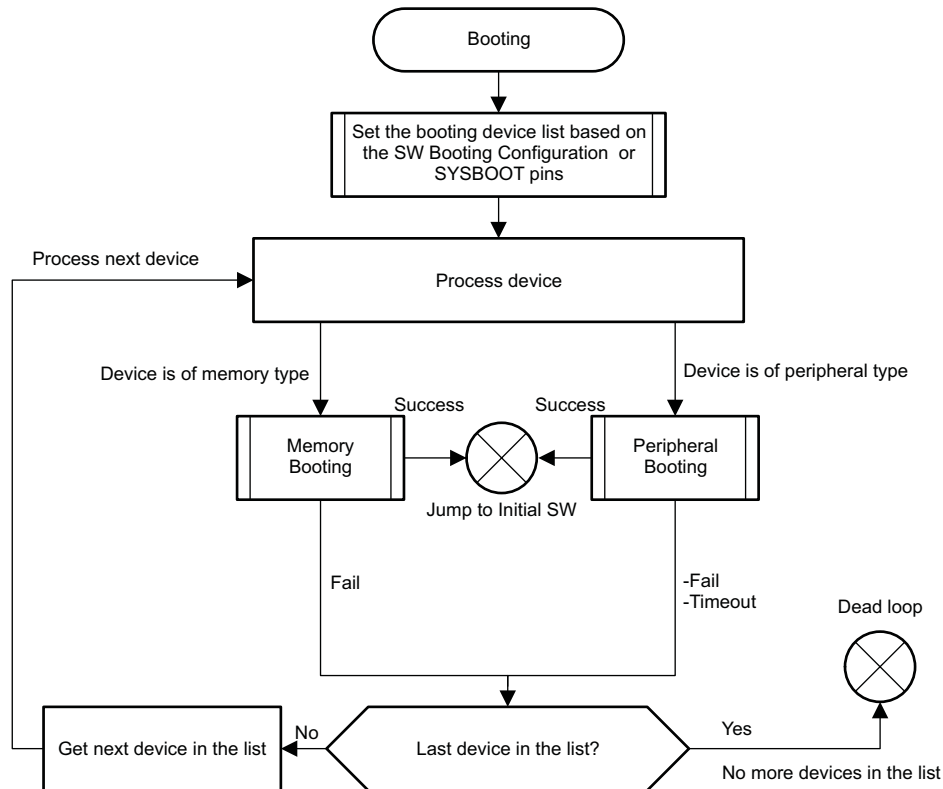 Booting
Set the booting device list based on
the SW Booting Configuration or
SYSBOOT pins
Process next device
Process device
Device is of memory type
Device is of peripheral type
Success
Success
Memory
Booting
Peripheral
Booting
Jump to Initial SW
Fail
-Fail
-Timeout
Dead loop
Get next device in the list
No
Last device in the list?
Yes
No more devices in the list